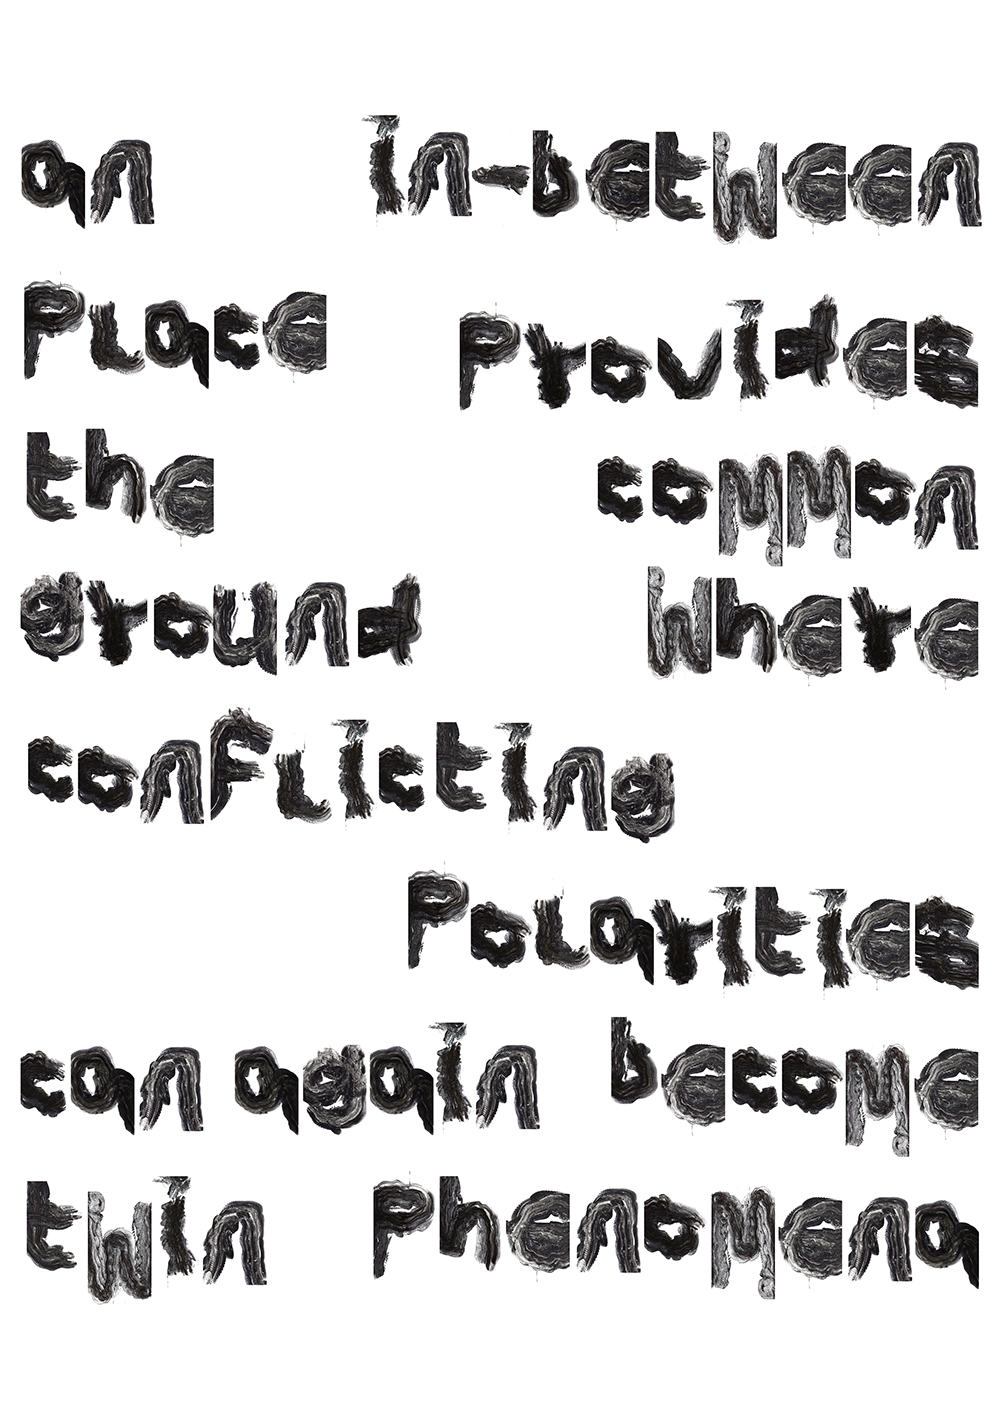 an in-between
place provides
the common
ground where
conflicting
polarities
can again become
twin phenomena